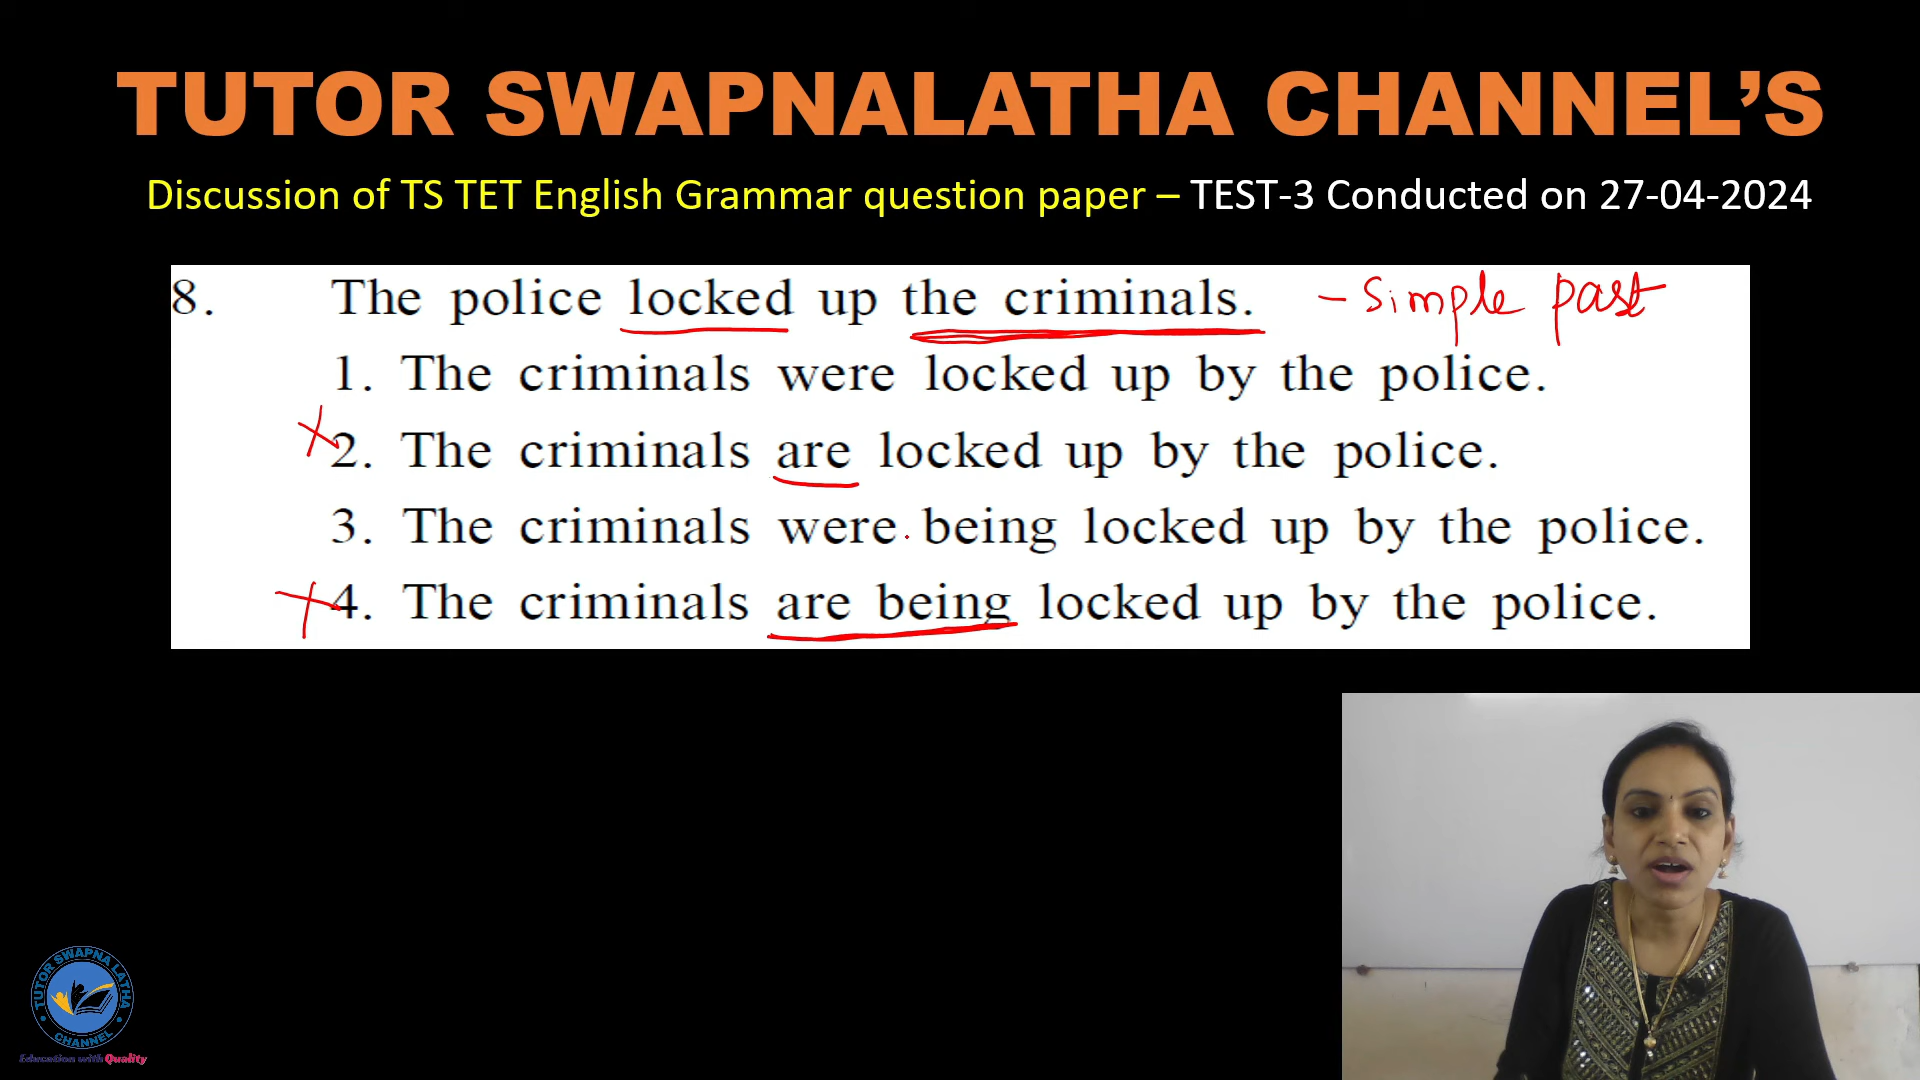 TUTOR SWAPNALATHA CHANNEL’S
Discussion of TS TET English Grammar question paper – TEST-3 Conducted on 27-04-2024
8. The police locked up the criminals. – Simple past
1. The criminals were locked up by the police.
2. The criminals are locked up by the police.
3. The criminals were being locked up by the police.
4. The criminals are being locked up by the police.
TUTOR SWAPNA LATHA
CHANNEL
Education with Quality